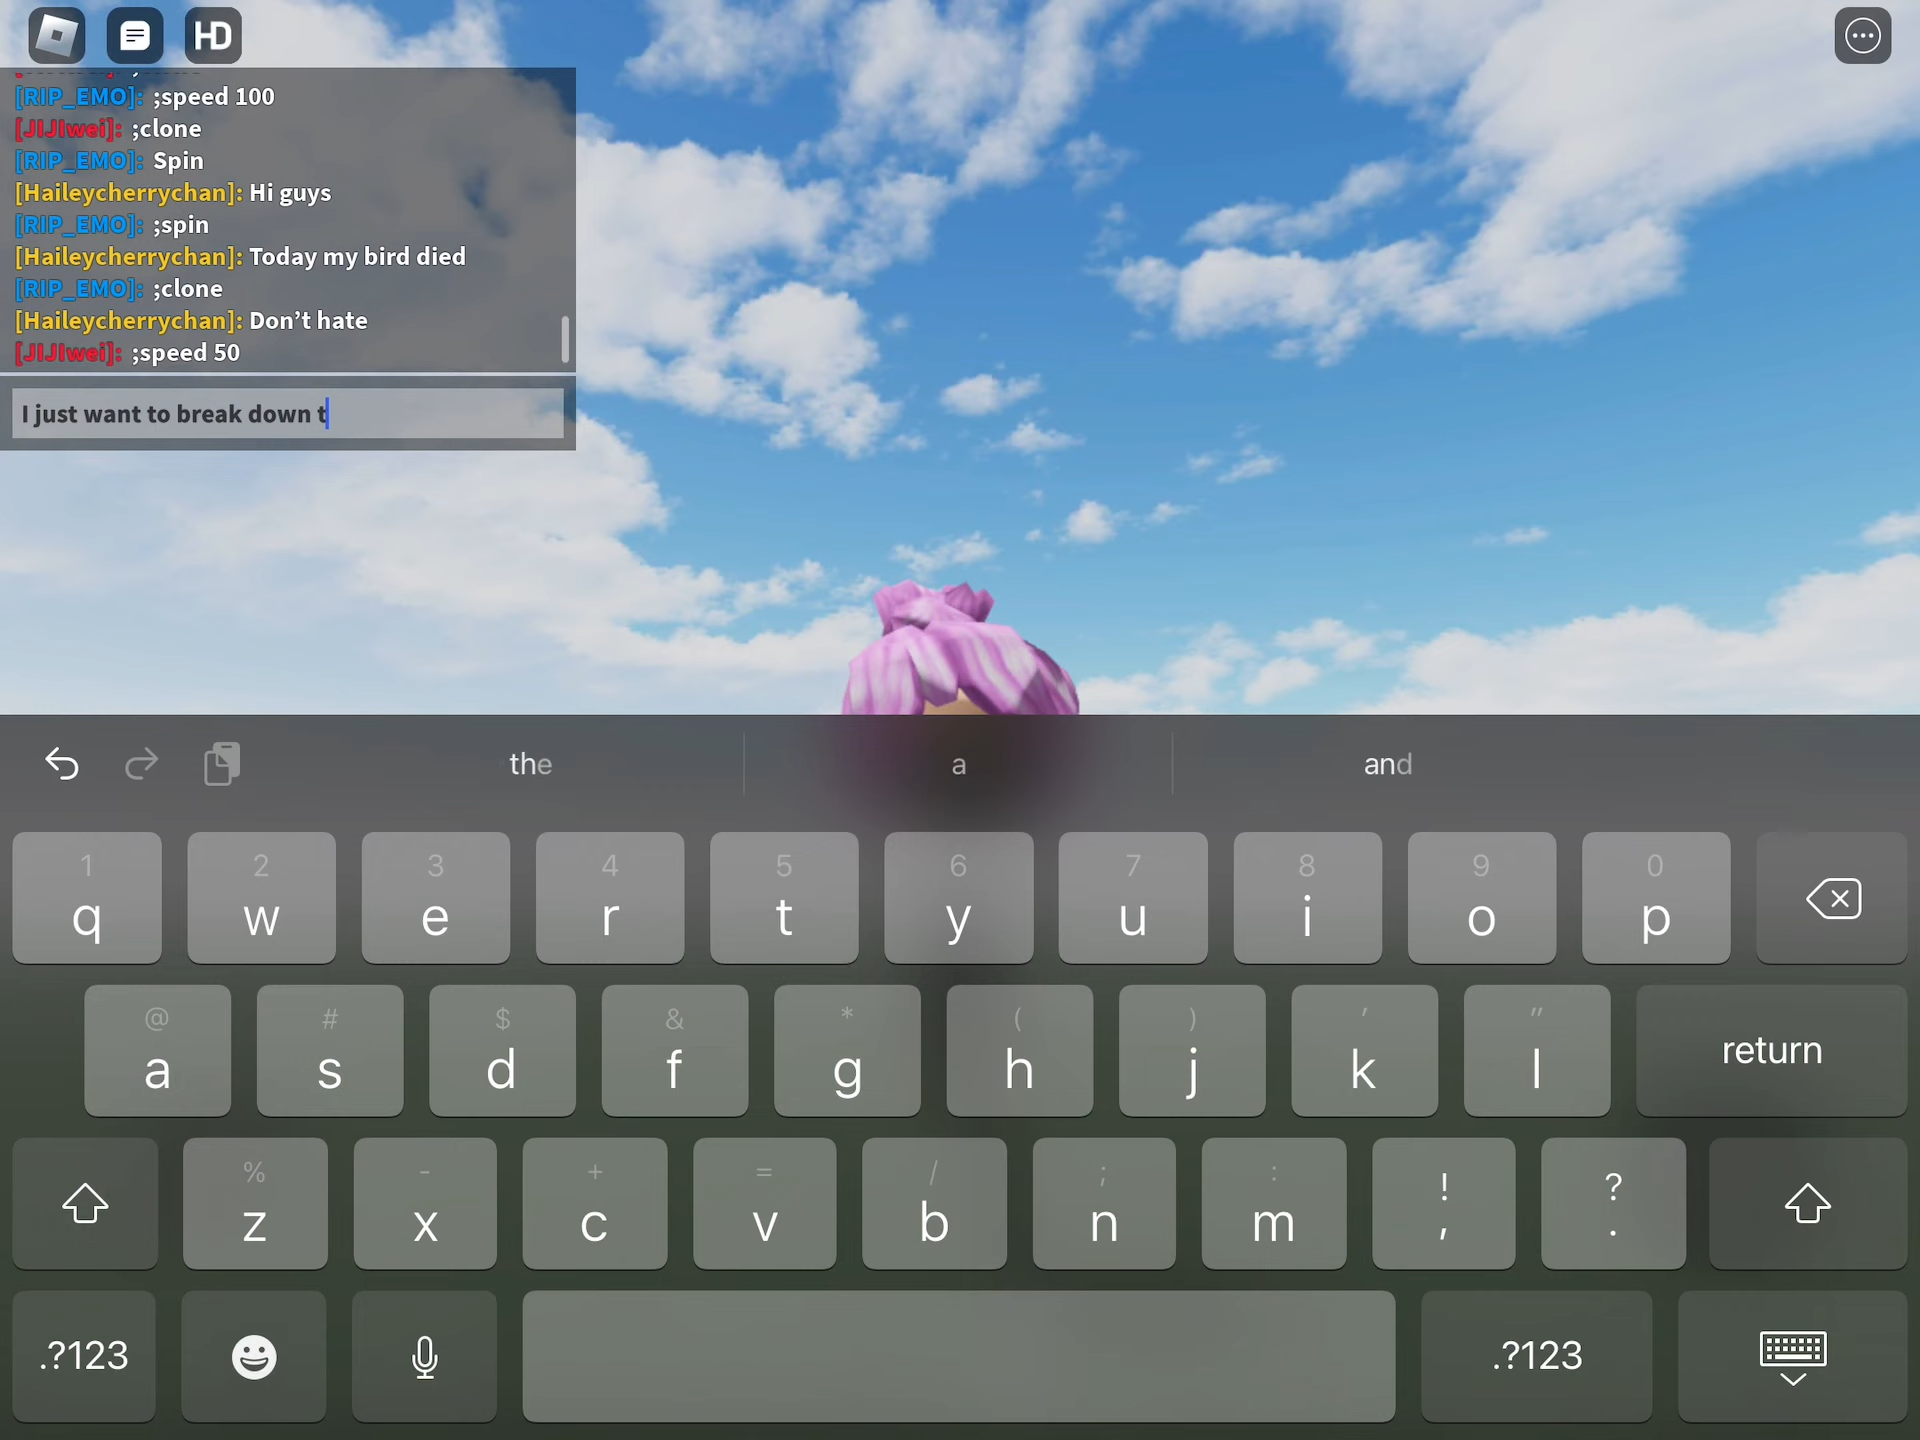 HD
[RIP_EMO]: ;speed 100
[JIJIwei]: ;clone
[RIP_EMO]: Spin
[Haileycherrychan]: Hi guys
[RIP_EMO]: ;spin
[Haileycherrychan]: Today my bird died
[RIP_EMO]: ;clone
[Haileycherrychan]: Don’t hate
[JIJIwei]: ;speed 50
I just want to break down t
the a and
1 2 3 4 5 6 7 8 9 0
q w e r t y u i o p
@ # $ & * ( ) ' "
a s d f g h j k l return
% - + = / ; : ! ?
z x c v b n m , .
.?123 .?123